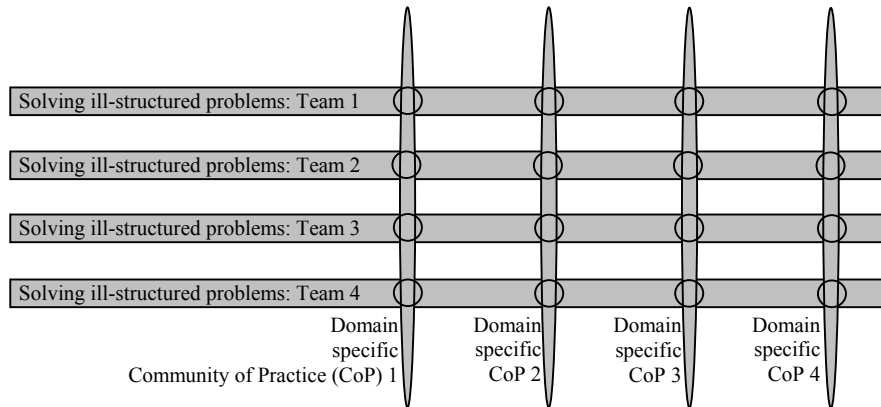 Solving ill-structured problems: Team 1
Solving ill-structured problems: Team 2
Solving ill-structured problems: Team 3
Solving ill-structured problems: Team 4
Domain
specific
Community of Practice (CoP) 1
Domain
specific
CoP 2
Domain
specific
CoP 3
Domain
specific
CoP 4